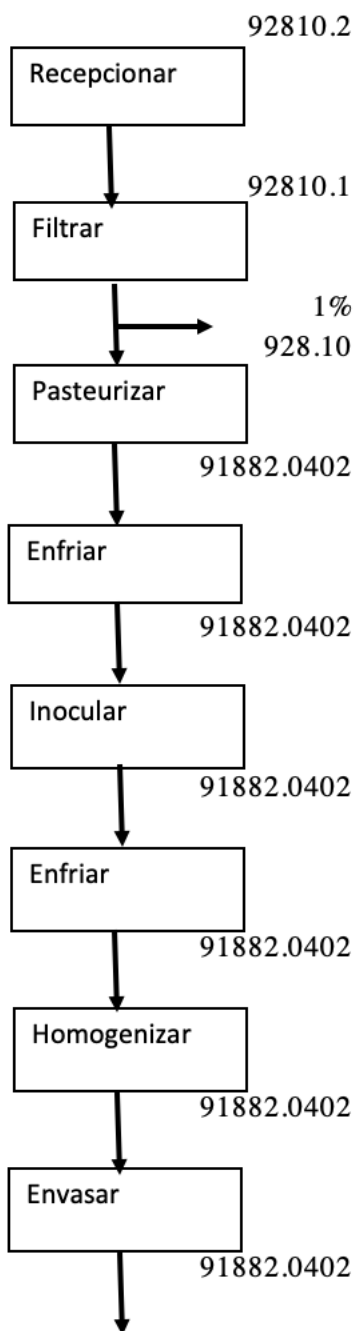 92810.2
Recepcionar
92810.1
Filtrar
1%
928.10
Pasteurizar
91882.0402
Enfriar
91882.0402
Inocular
91882.0402
Enfriar
91882.0402
Homogenizar
91882.0402
Envasar
91882.0402